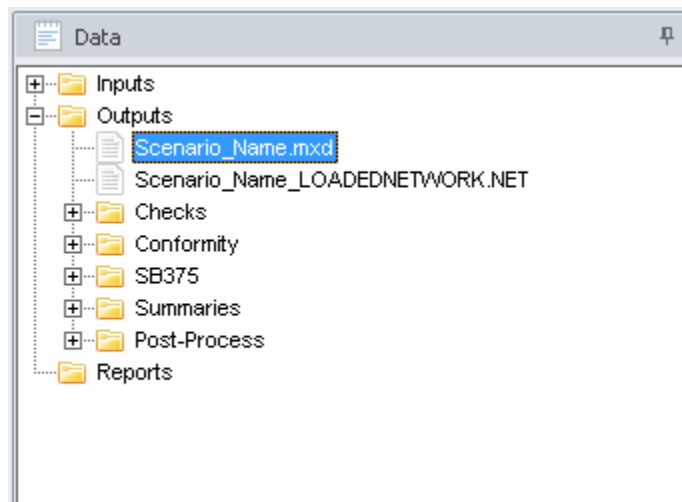 Data
Inputs
Outputs
Scenario_Name.mxd
Scenario_Name_LOADEDNETWORK.NET
Checks
Conformity
SB375
Summaries
Post-Process
Reports